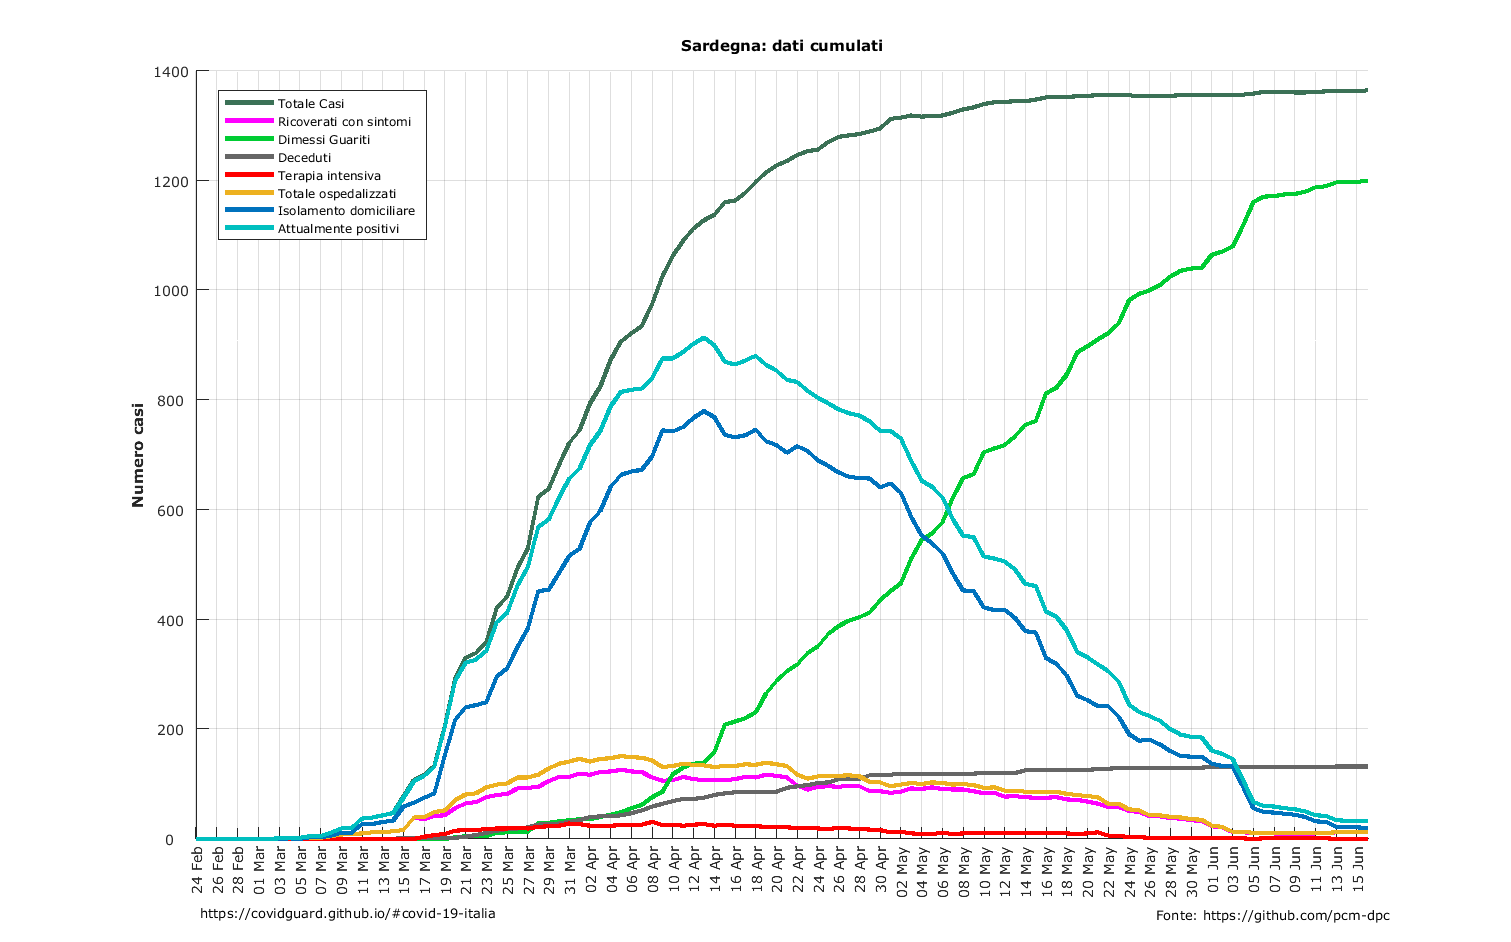 Sardegna: dati cumulati
1400
1200
1000
800
600
400
200
0
Numero casi
Totale Casi
Ricoverati con sintomi
Dimessi Guariti
Deceduti
Terapia intensiva
Totale ospedalizzati
Isolamento domiciliare
Attualmente positivi
24 Feb
26 Feb
28 Feb
01 Mar
03 Mar
05 Mar
07 Mar
09 Mar
11 Mar
13 Mar
15 Mar
17 Mar
19 Mar
21 Mar
23 Mar
25 Mar
27 Mar
29 Mar
31 Mar
02 Apr
04 Apr
06 Apr
08 Apr
10 Apr
12 Apr
14 Apr
16 Apr
18 Apr
20 Apr
22 Apr
24 Apr
26 Apr
28 Apr
30 Apr
02 May
04 May
06 May
08 May
10 May
12 May
14 May
16 May
18 May
20 May
22 May
24 May
26 May
28 May
30 May
01 Jun
03 Jun
05 Jun
07 Jun
09 Jun
11 Jun
13 Jun
15 Jun
https://covidguard.github.io/#covid-19-italia
Fonte: https://github.com/pcm-dpc